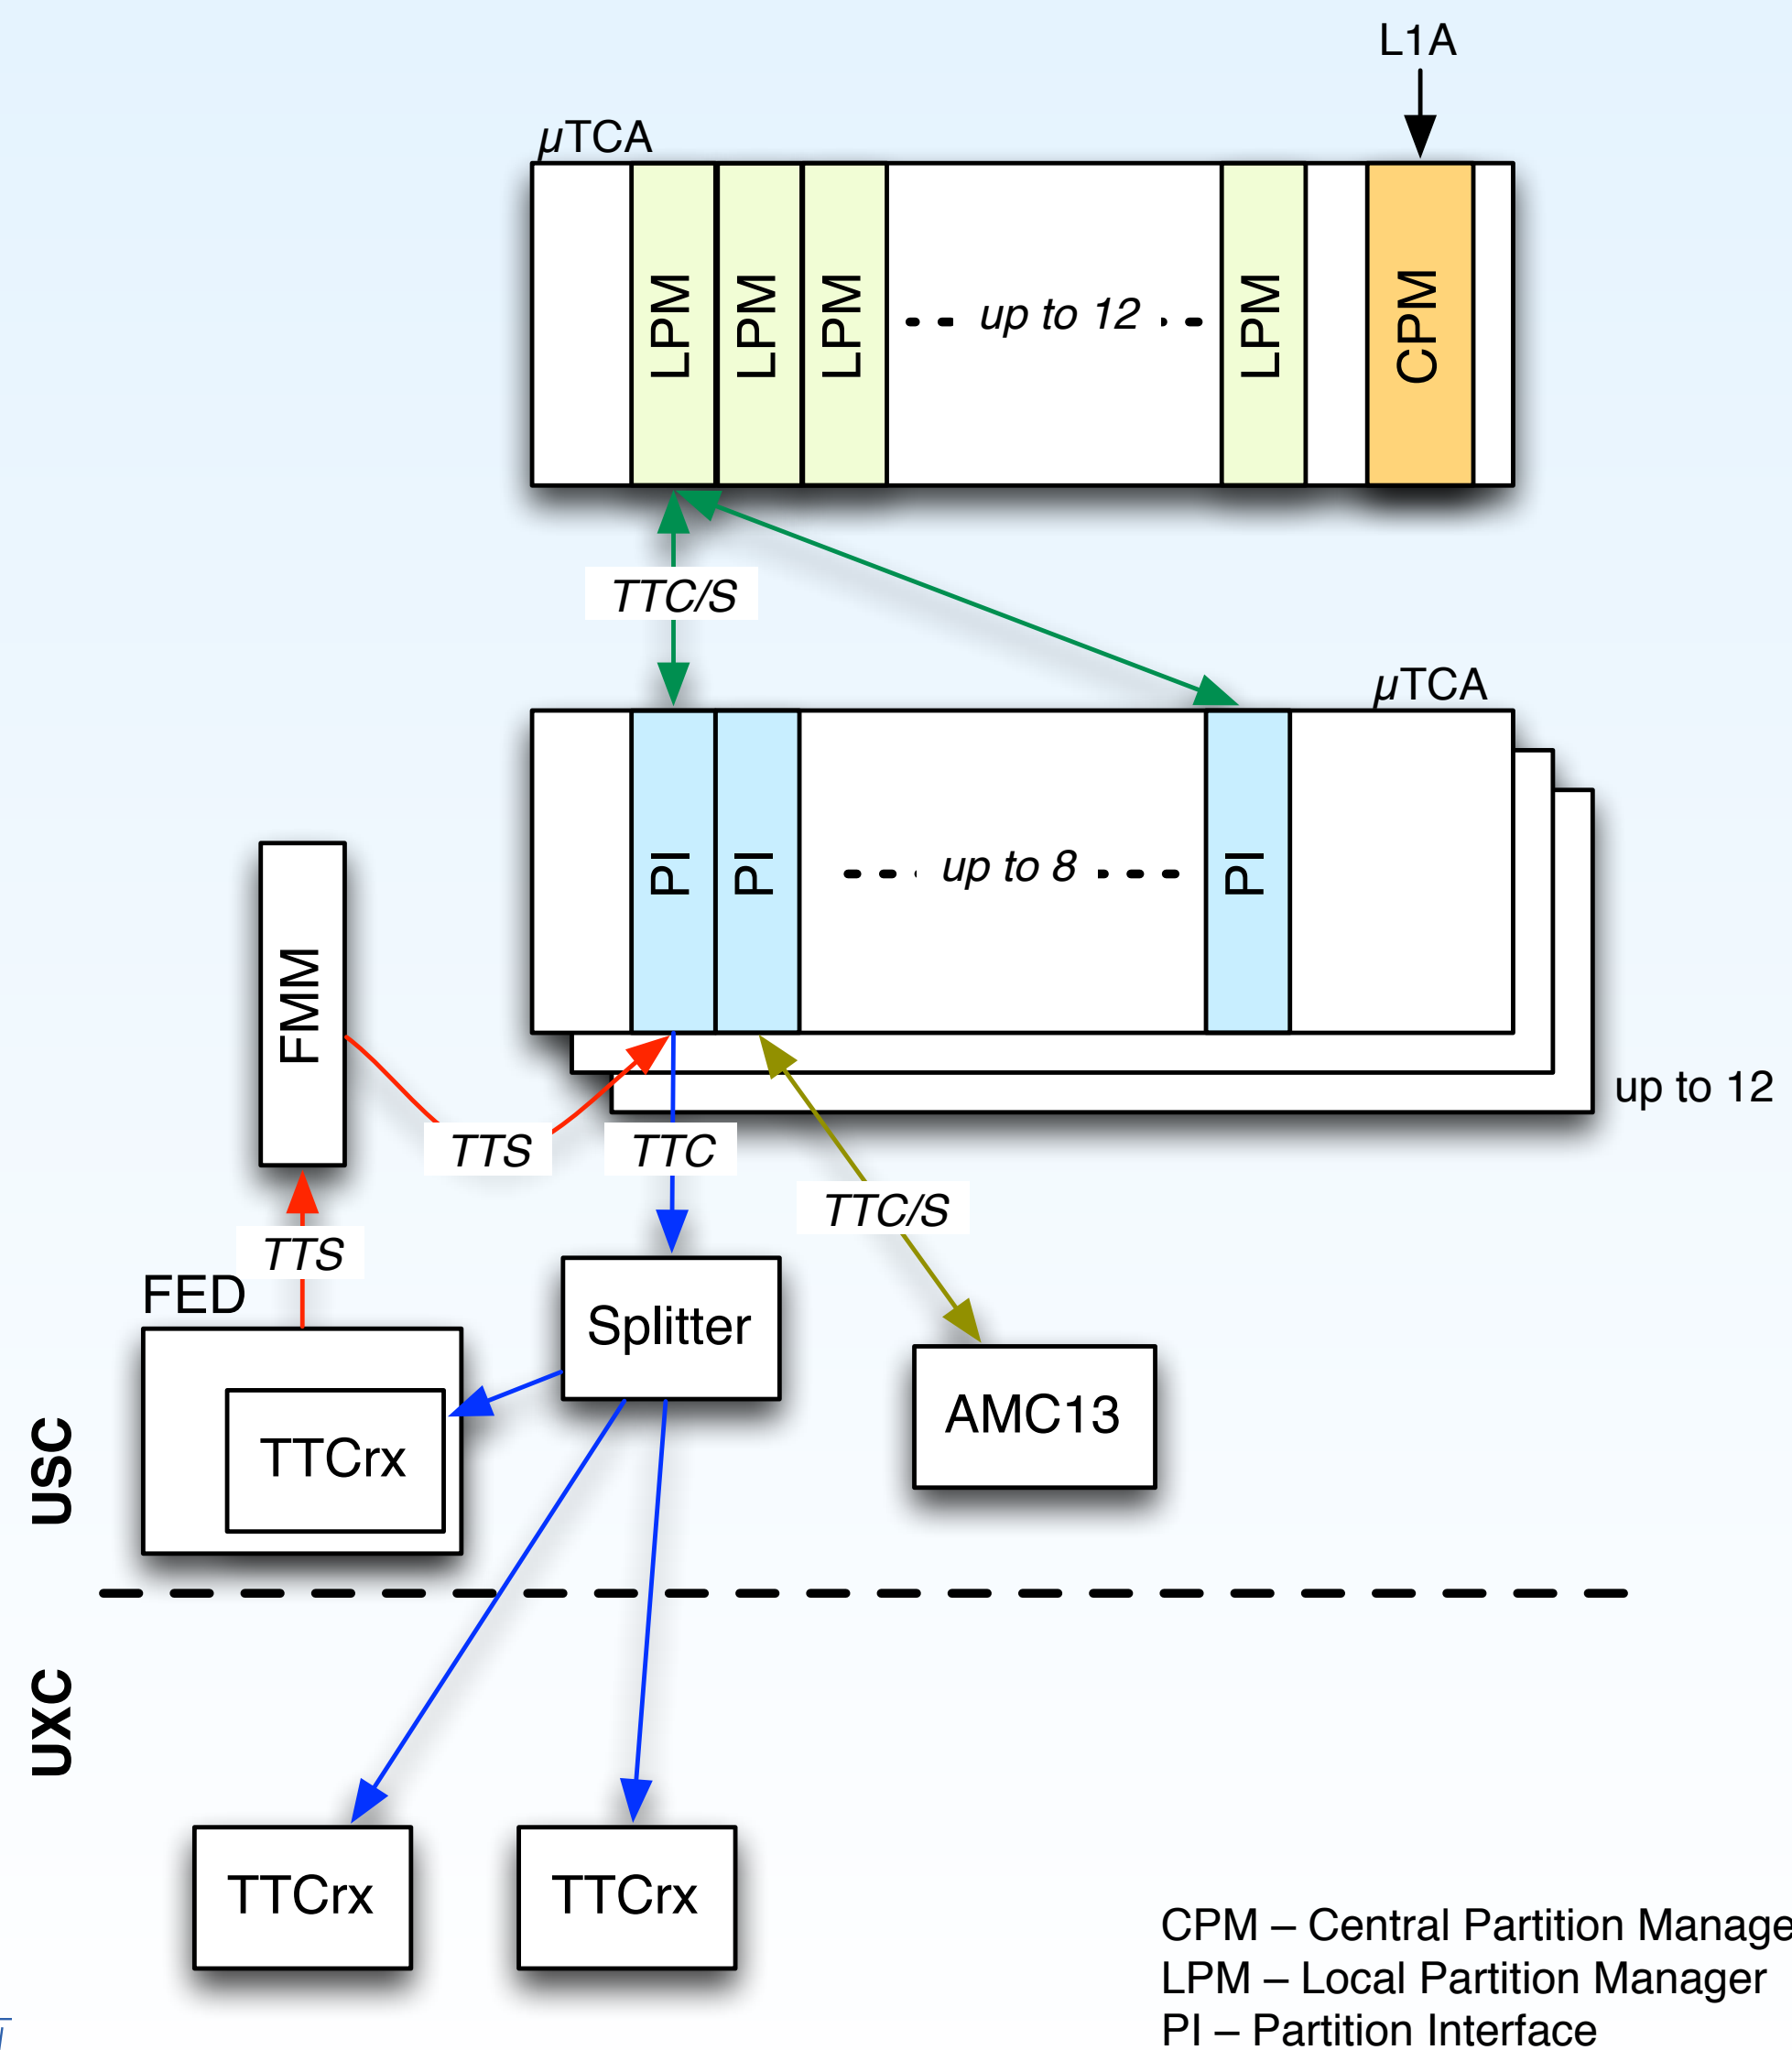 L1A
µTCA
LPM
LPM
LPM
up to 12
LPM
CPM
TTC/S
µTCA
PI
PI
up to 8
PI
FMM
up to 12
TTS
TTC
TTC/S
TTS
FED
Splitter
AMC13
TTCrx
USC
UXC
TTCrx
TTCrx
CPM – Central Partition Manage
LPM – Local Partition Manager
PI – Partition Interface